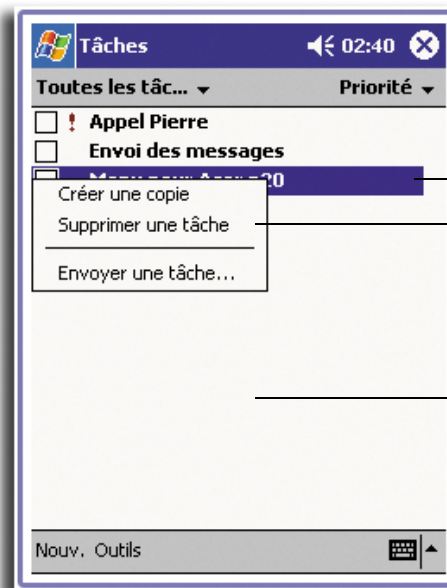 Tâches 02:40
Toutes les tâc... Priorité
! Appel Pierre
Envoi des messages
Créer une copie
Supprimer une tâche
Envoyer une tâche...
Nouv. Outils